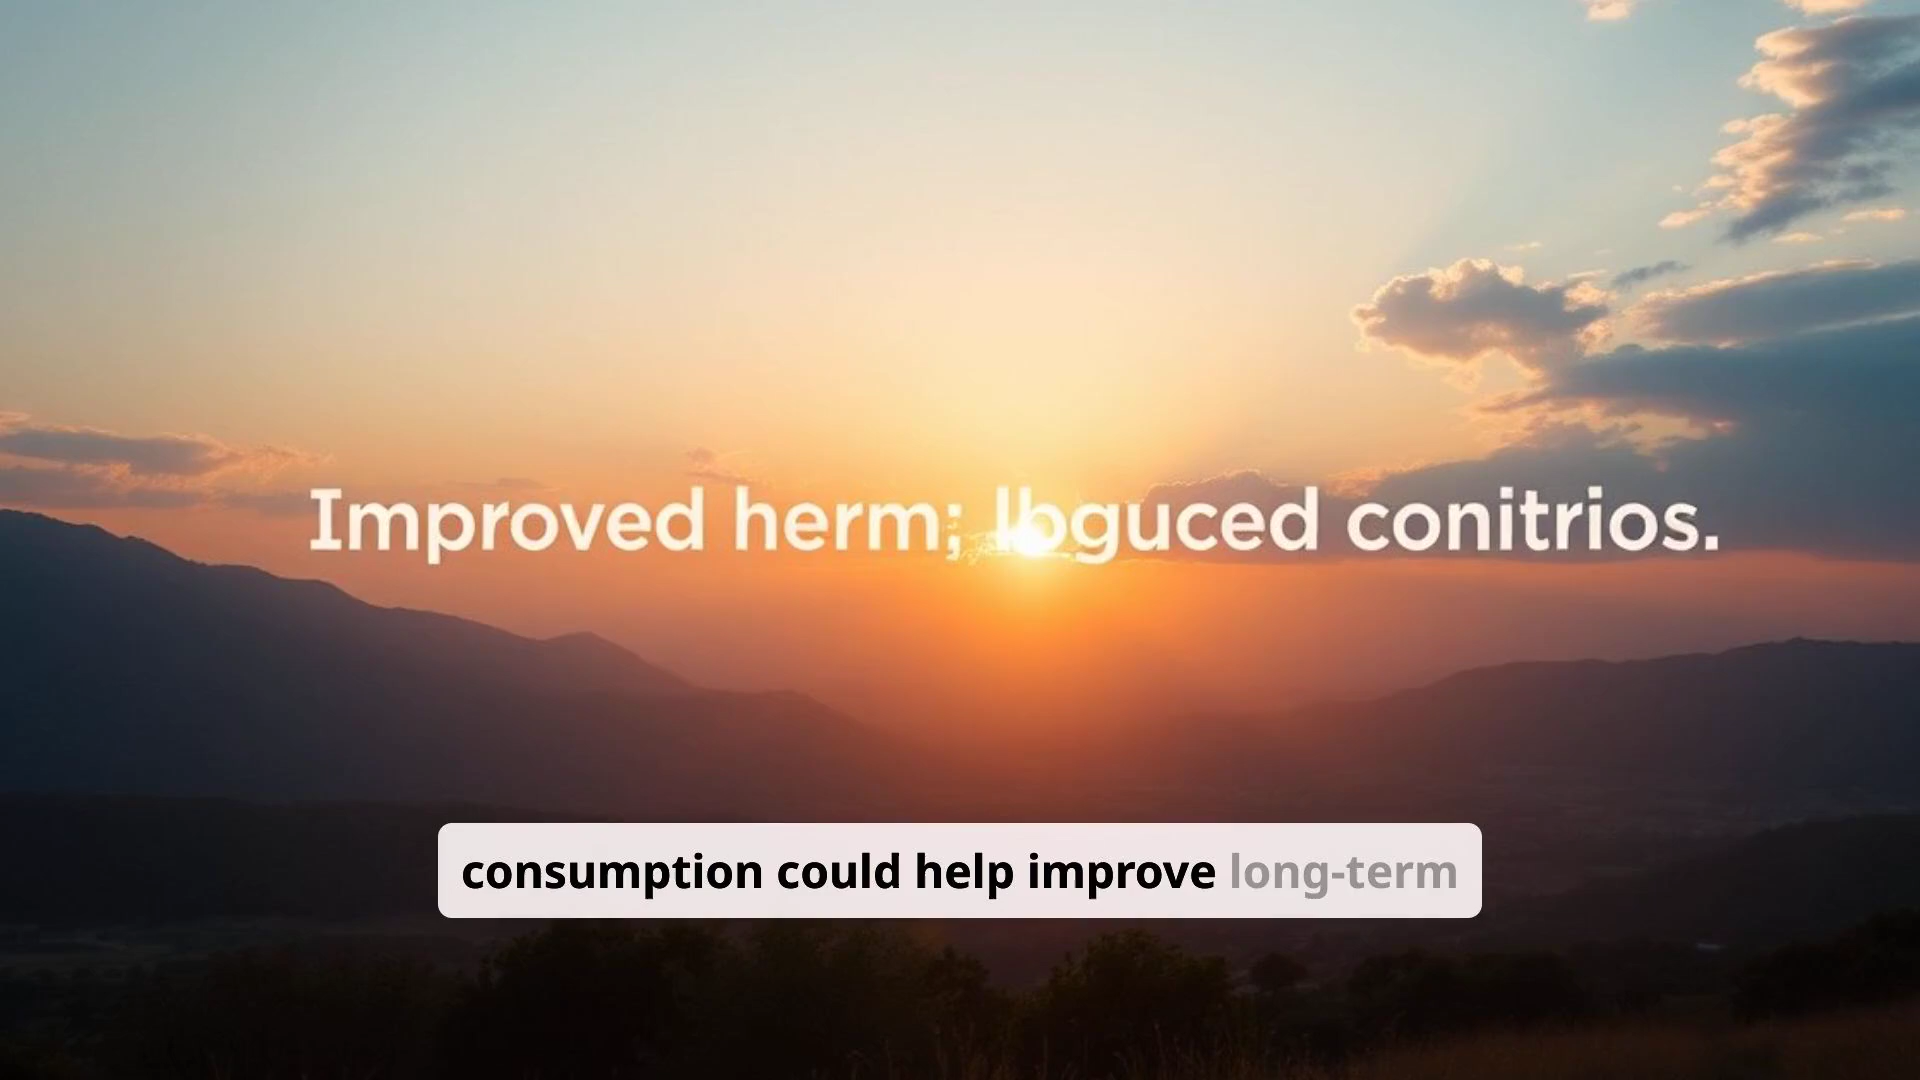 Improved herm; lbguced conitrios.
consumption could help improve long-term